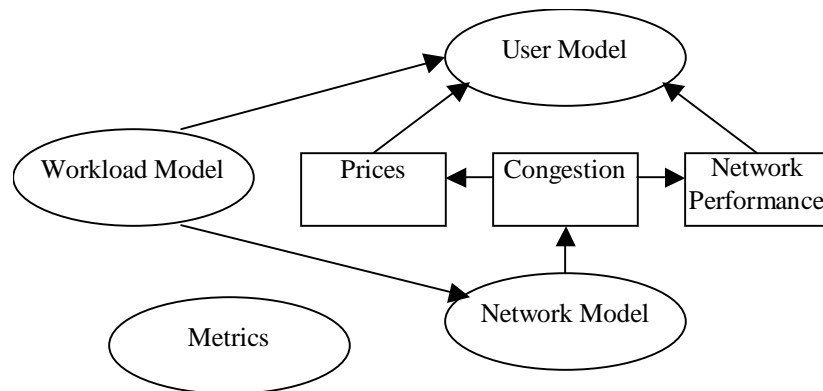 User Model
Workload Model
Prices
Congestion
Network
Performance
Network Model
Metrics